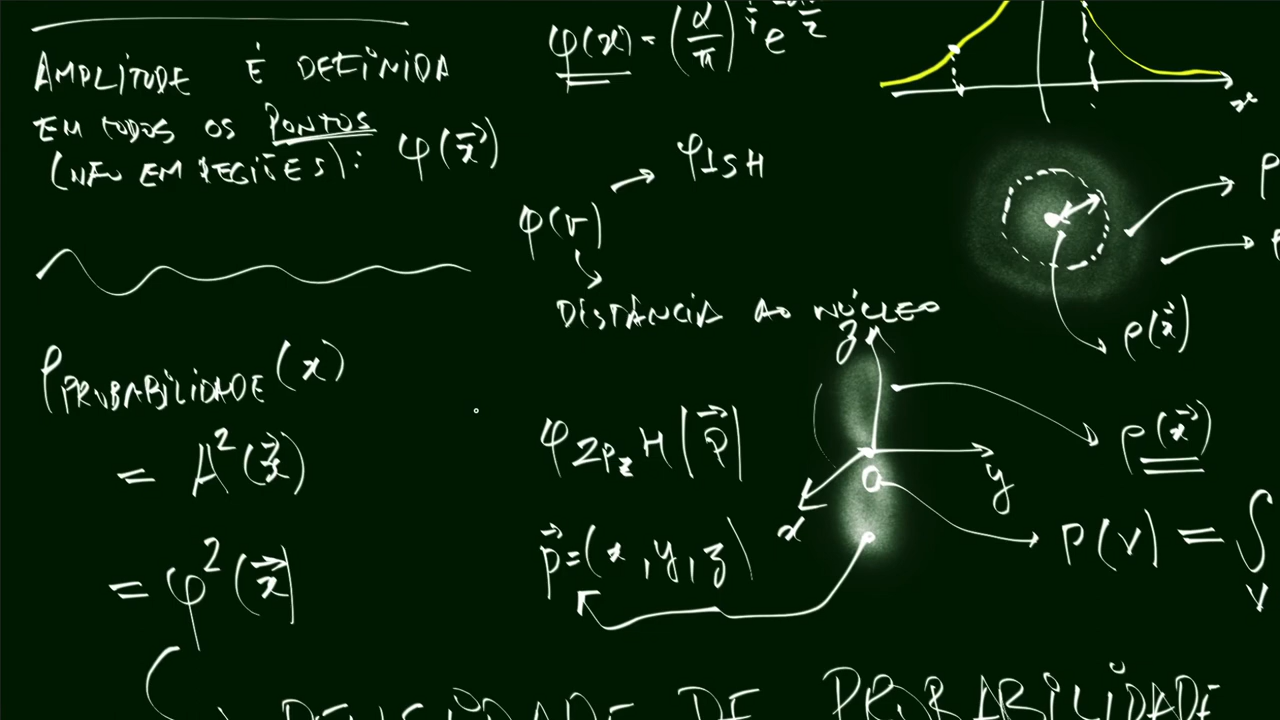 AMPLITUDE É DEFINIDA
EM TODOS OS PONTOS
(NÃO EM REGIÕES): φ(x⃗)
ρ PROBABILIDADE (x)
= A²(x⃗)
= φ²(x⃗)
φ(x) = (α/π)
φ1SH
φ(r)
DISTÂNCIA AO NÚCLEO
φ2p_zH(p⃗)
p⃗=(x,y,z)
x
z
y
x
ρ(x⃗)
ρ(x⃗)
P(V) = ∫
V
DENSIDADE DE PROBABILIDADE